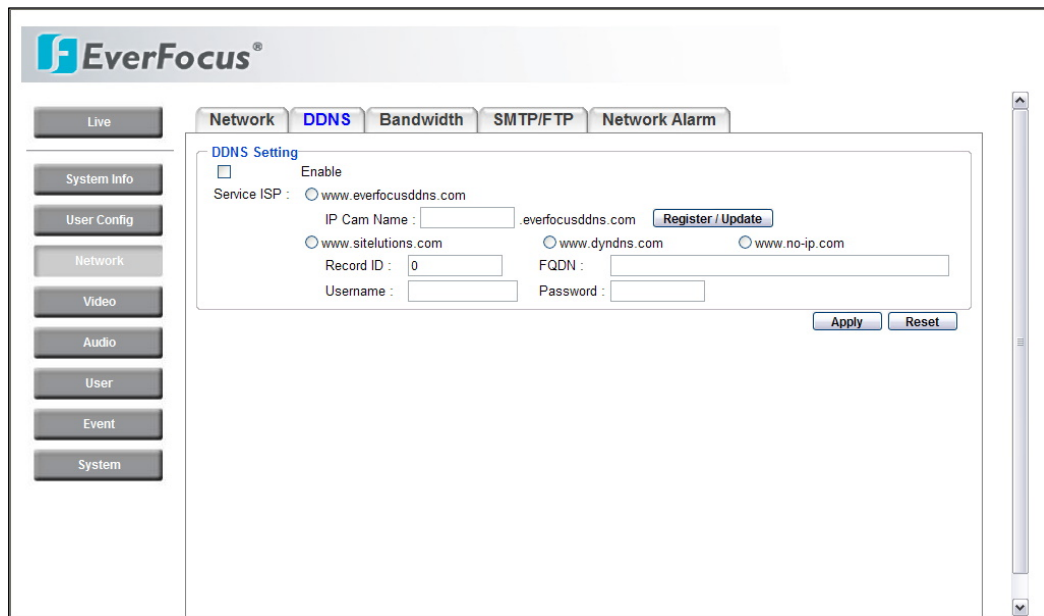 EverFocus®
Live
System Info
User Config
Network
Video
Audio
User
Event
System
Network DDNS Bandwidth SMTP/FTP Network Alarm
DDNS Setting
Enable
Service ISP : www.everfocusddns.com
IP Cam Name : .everfocusddns.com Register / Update
www.sitelutions.com www.dyndns.com www.no-ip.com
Record ID : 0 FQDN :
Username : Password :
Apply Reset